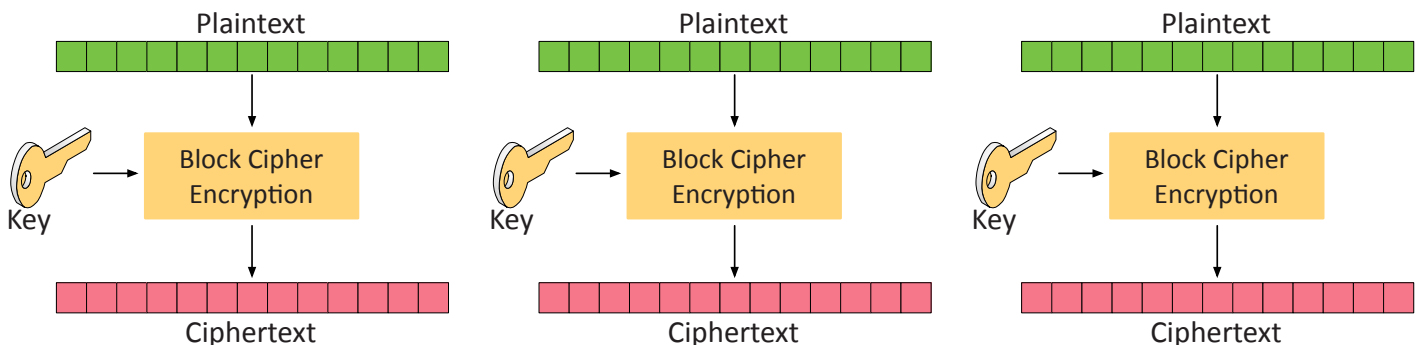 Plaintext
Plaintext
Plaintext
Block Cipher
Encryption
Key
Block Cipher
Encryption
Key
Block Cipher
Encryption
Key
Ciphertext
Ciphertext
Ciphertext